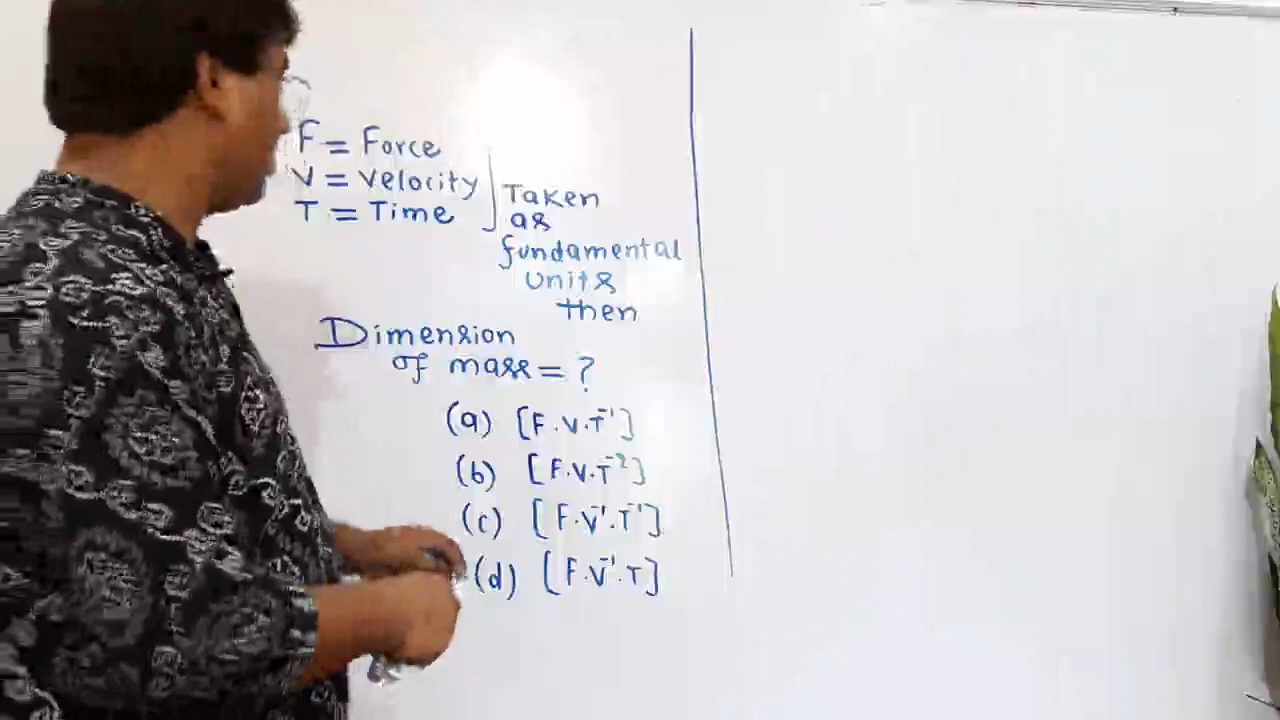 F = Force
V = Velocity
T = Time
Taken
as
fundamental
units
then
Dimension
of mass = ?
(a) [F.V.T⁻¹]
(b) [F.V.T⁻²]
(c) [F.V⁻¹.T⁻¹]
(d) [F.V⁻¹.T]